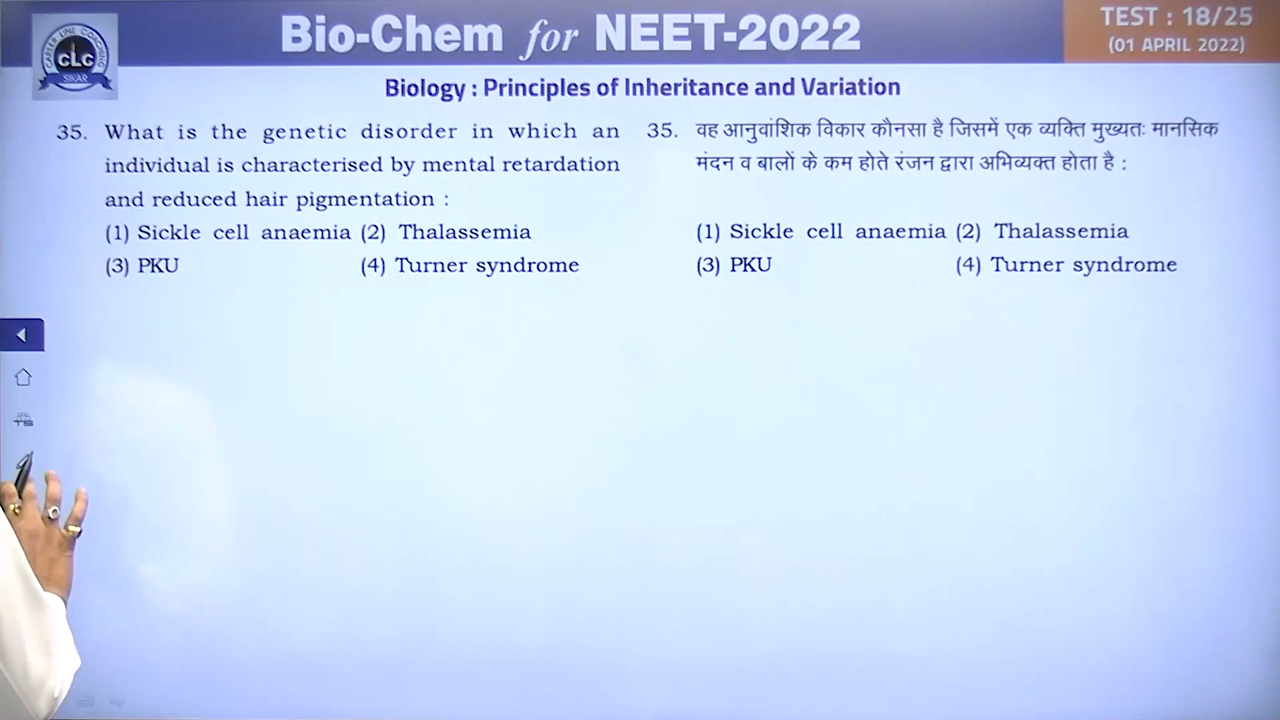 Bio-Chem for NEET-2022
TEST : 18/25
(01 APRIL 2022)
CAREER LINE COACHING
CLC
SIKAR
Biology : Principles of Inheritance and Variation
35. What is the genetic disorder in which an
individual is characterised by mental retardation
and reduced hair pigmentation :
(1) Sickle cell anaemia (2) Thalassemia
(3) PKU (4) Turner syndrome
35. वह आनुवांशिक विकार कौनसा है जिसमें एक व्यक्ति मुख्यतः मानसिक
मंदन व बालों के कम होते रंजन द्वारा अभिव्यक्त होता है :
(1) Sickle cell anaemia (2) Thalassemia
(3) PKU (4) Turner syndrome